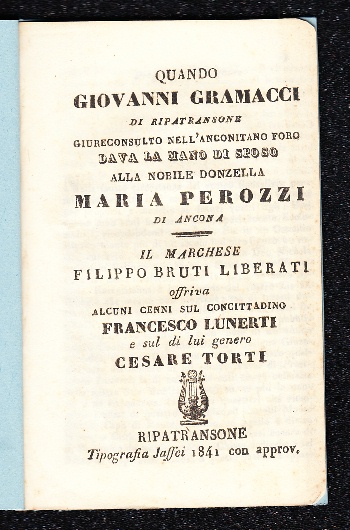 QUANDO
GIOVANNI GRAMACCI
DI RIPATRANSONE
GIURECONSULTO NELL'ANCONITANO FORO
DAVA LA MANO DI SPOSO
ALLA NOBILE DONZELLA
MARIA PEROZZI
DI ANCONA
IL MARCHESE
FILIPPO BRUTI LIBERATI
offriva
ALCUNI CENNI SUL CONCITTADINO
FRANCESCO LUNERTI
e sul di lui genero
CESARE TORTI
RIPATRANSONE
Tipografia Jaffei 1841 con approv.